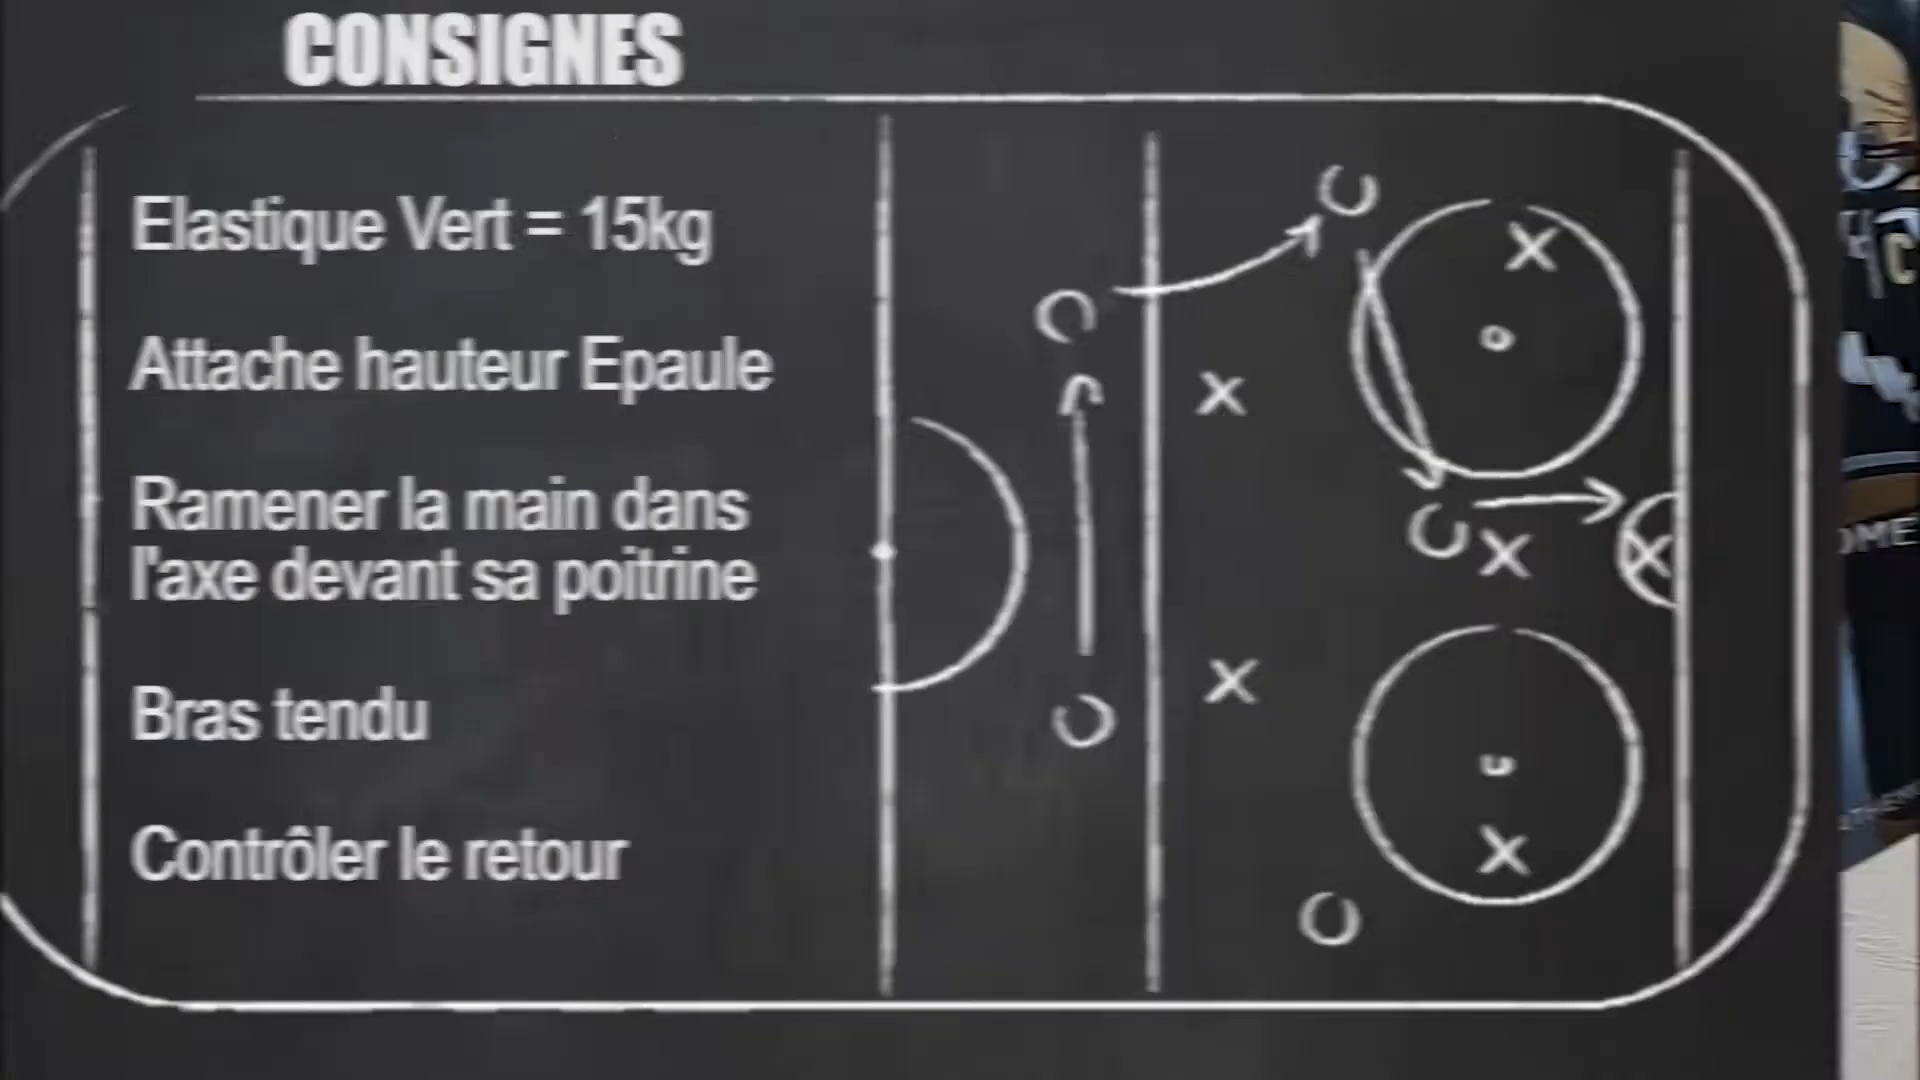 CONSIGNES
Elastique Vert = 15kg
Attache hauteur Epaule
Ramener la main dans
l'axe devant sa poitrine
Bras tendu
Contrôler le retour